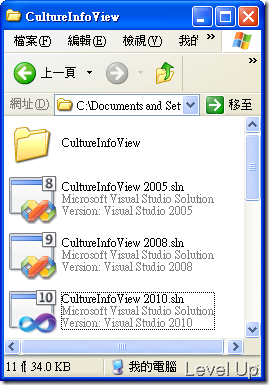 CultureInfoView
檔案(F) 編輯(E) 檢視(V) 我的 »
上一頁 »
網址(D) C:\Documents and Set 移至
CultureInfoView
8
CultureInfoView 2005.sln
Microsoft Visual Studio Solution
Version: Visual Studio 2005
9
CultureInfoView 2008.sln
Microsoft Visual Studio Solution
Version: Visual Studio 2008
10
CultureInfoView 2010.sln
Microsoft Visual Studio Solution
Version: Visual Studio 2010
34.0 KB 我的電腦
Level Up